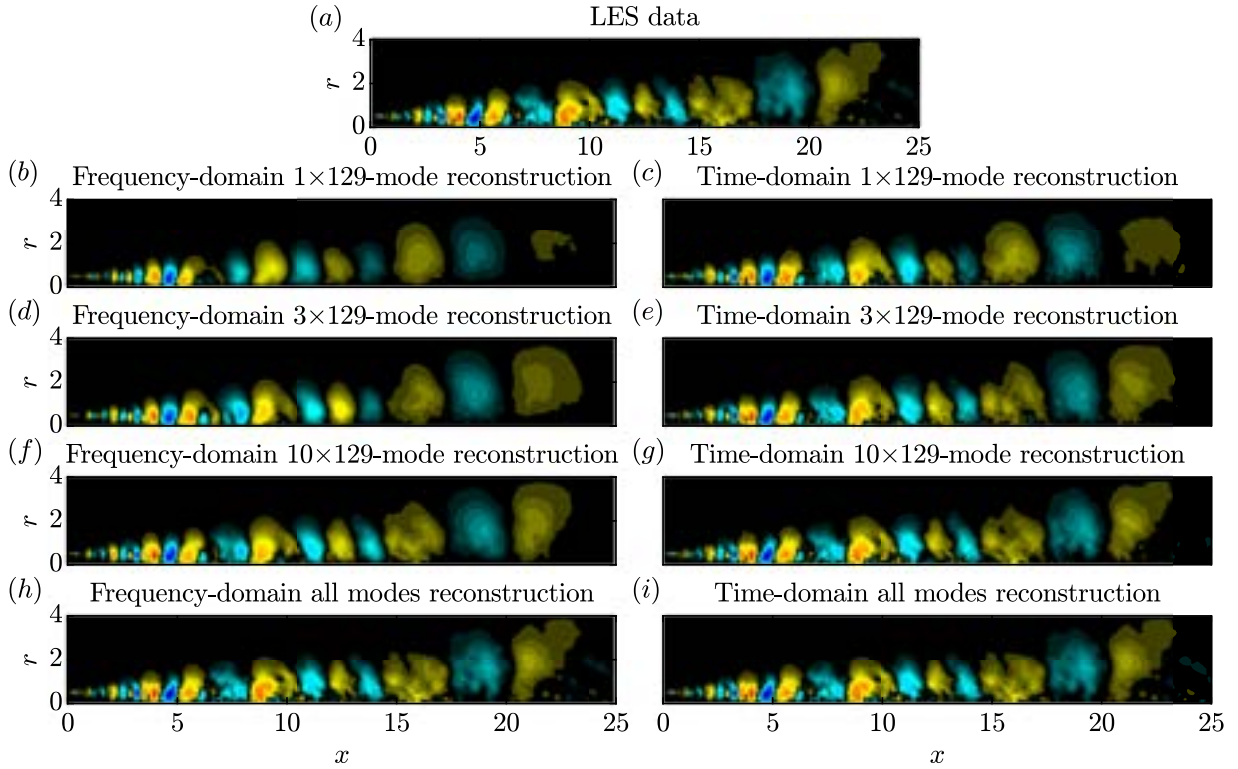 (a) LES data
4
r 2
0
0 5 10 15 20 25
(b) Frequency-domain 1×129-mode reconstruction
(c) Time-domain 1×129-mode reconstruction
4
r 2
0
(d) Frequency-domain 3×129-mode reconstruction
(e) Time-domain 3×129-mode reconstruction
4
r 2
0
(f) Frequency-domain 10×129-mode reconstruction
(g) Time-domain 10×129-mode reconstruction
4
r 2
0
(h) Frequency-domain all modes reconstruction
(i) Time-domain all modes reconstruction
4
r 2
0
0 5 10 15 20 25
0 5 10 15 20 25
x
x